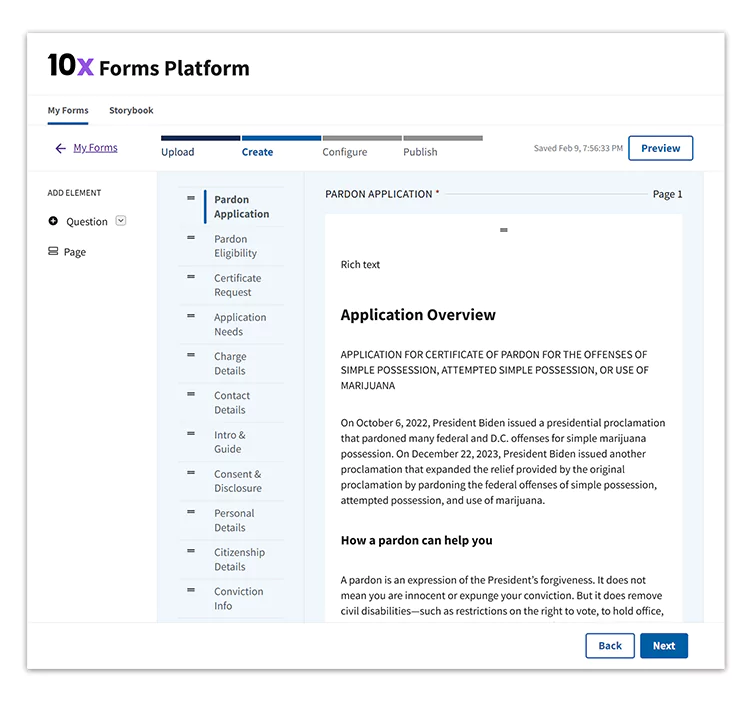 10x Forms Platform
My Forms
Storybook
My Forms
Upload
Create
Configure
Publish
Saved Feb 9, 7:56:33 PM
Preview
ADD ELEMENT
Question
Page
Pardon
Application
Pardon
Eligibility
Certificate
Request
Application
Needs
Charge
Details
Contact
Details
Intro &
Guide
Consent &
Disclosure
Personal
Details
Citizenship
Details
Conviction
Info
PARDON APPLICATION *
Page 1
Rich text
Application Overview
APPLICATION FOR CERTIFICATE OF PARDON FOR THE OFFENSES OF
SIMPLE POSSESSION, ATTEMPTED SIMPLE POSSESSION, OR USE OF
MARIJUANA
On October 6, 2022, President Biden issued a presidential proclamation
that pardoned many federal and D.C. offenses for simple marijuana
possession. On December 22, 2023, President Biden issued another
proclamation that expanded the relief provided by the original
proclamation by pardoning the federal offenses of simple possession,
attempted possession, and use of marijuana.
How a pardon can help you
A pardon is an expression of the President’s forgiveness. It does not
mean you are innocent or expunge your conviction. But it does remove
civil disabilities—such as restrictions on the right to vote, to hold office,
Back
Next